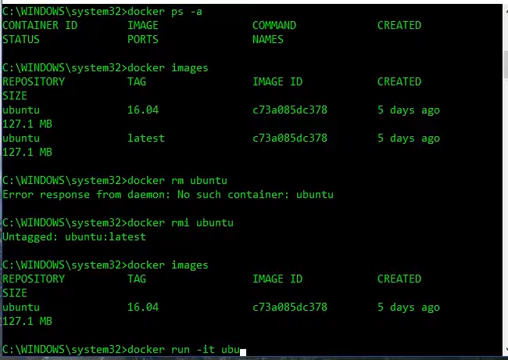 C:\WINDOWS\system32>docker ps -a
CONTAINER ID IMAGE COMMAND CREATED
STATUS PORTS NAMES
C:\WINDOWS\system32>docker images
REPOSITORY TAG IMAGE ID CREATED
SIZE
ubuntu 16.04 c73a085dc378 5 days ago
127.1 MB
ubuntu latest c73a085dc378 5 days ago
127.1 MB
C:\WINDOWS\system32>docker rm ubuntu
Error response from daemon: No such container: ubuntu
C:\WINDOWS\system32>docker rmi ubuntu
Untagged: ubuntu:latest
C:\WINDOWS\system32>docker images
REPOSITORY TAG IMAGE ID CREATED
SIZE
ubuntu 16.04 c73a085dc378 5 days ago
127.1 MB
C:\WINDOWS\system32>docker run -it ubu